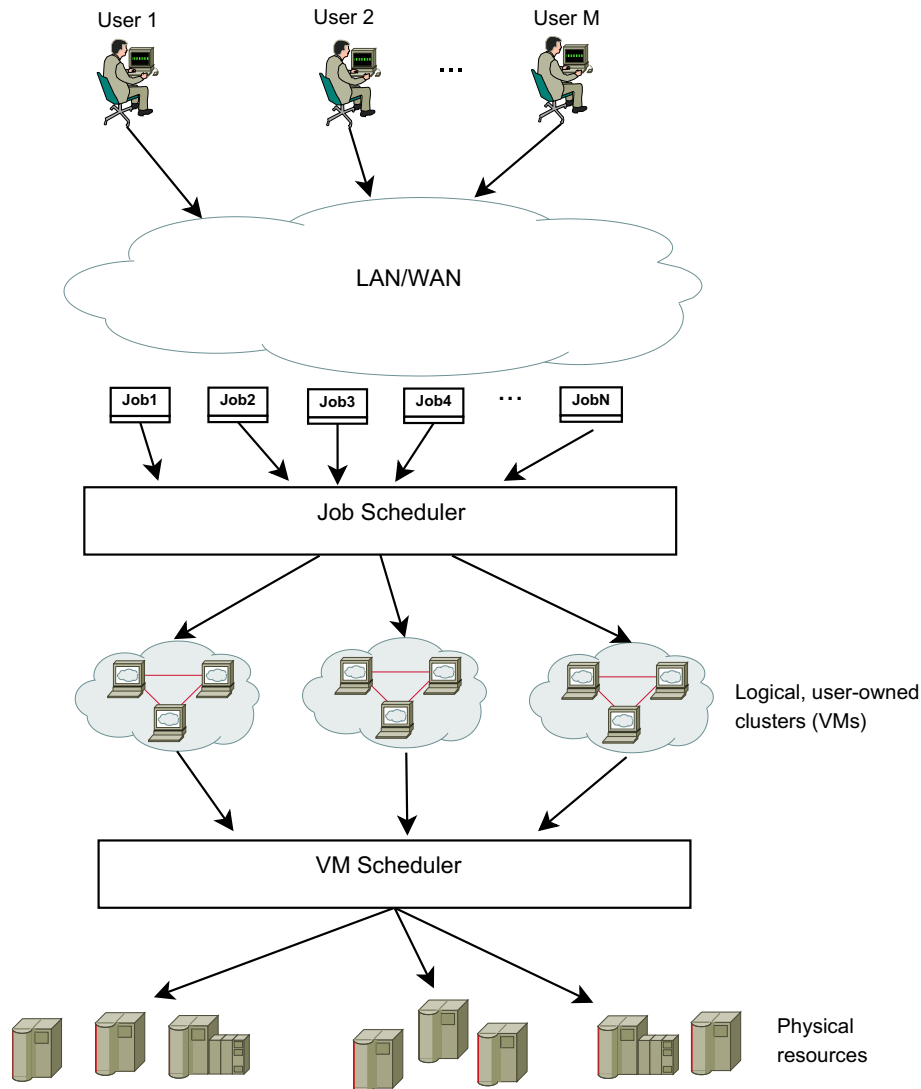 User 1
User 2
User M
...
LAN/WAN
Job1
Job2
Job3
Job4
...
JobN
Job Scheduler
Logical, user-owned
clusters (VMs)
VM Scheduler
Physical
resources